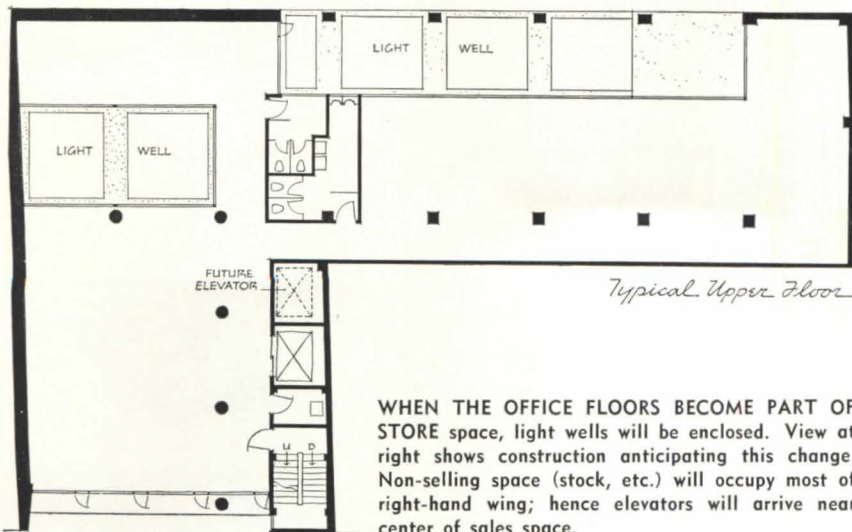 LIGHT WELL
LIGHT WELL
FUTURE
ELEVATOR
Typical Upper Floor
U D
WHEN THE OFFICE FLOORS BECOME PART OF
STORE space, light wells will be enclosed. View at
right shows construction anticipating this change.
Non-selling space (stock, etc.) will occupy most of
right-hand wing; hence elevators will arrive near
center of sales space.